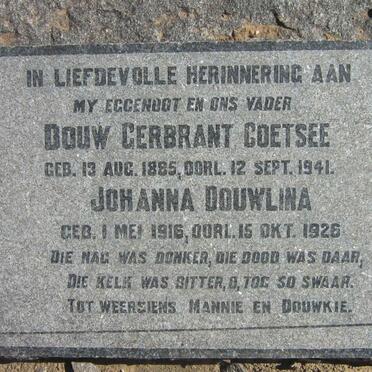 IN LIEFDEVOLLE HERINNERING AAN
MY EGGENOOT EN ONS VADER
DOUW GERBRANT COETSEE
GEB. 13 AUG. 1885, OORL. 12 SEPT. 1941.
JOHANNA DOUWLINA
GEB. 1 MEI 1916, OORL. 15 OKT. 1926
DIE NAG WAS DONKER, DIE DOOD WAS DAAR,
DIE KELK WAS BITTER, O, TOG SO SWAAR.
TOT WEERSIENS MANNIE EN DOUWKIE.